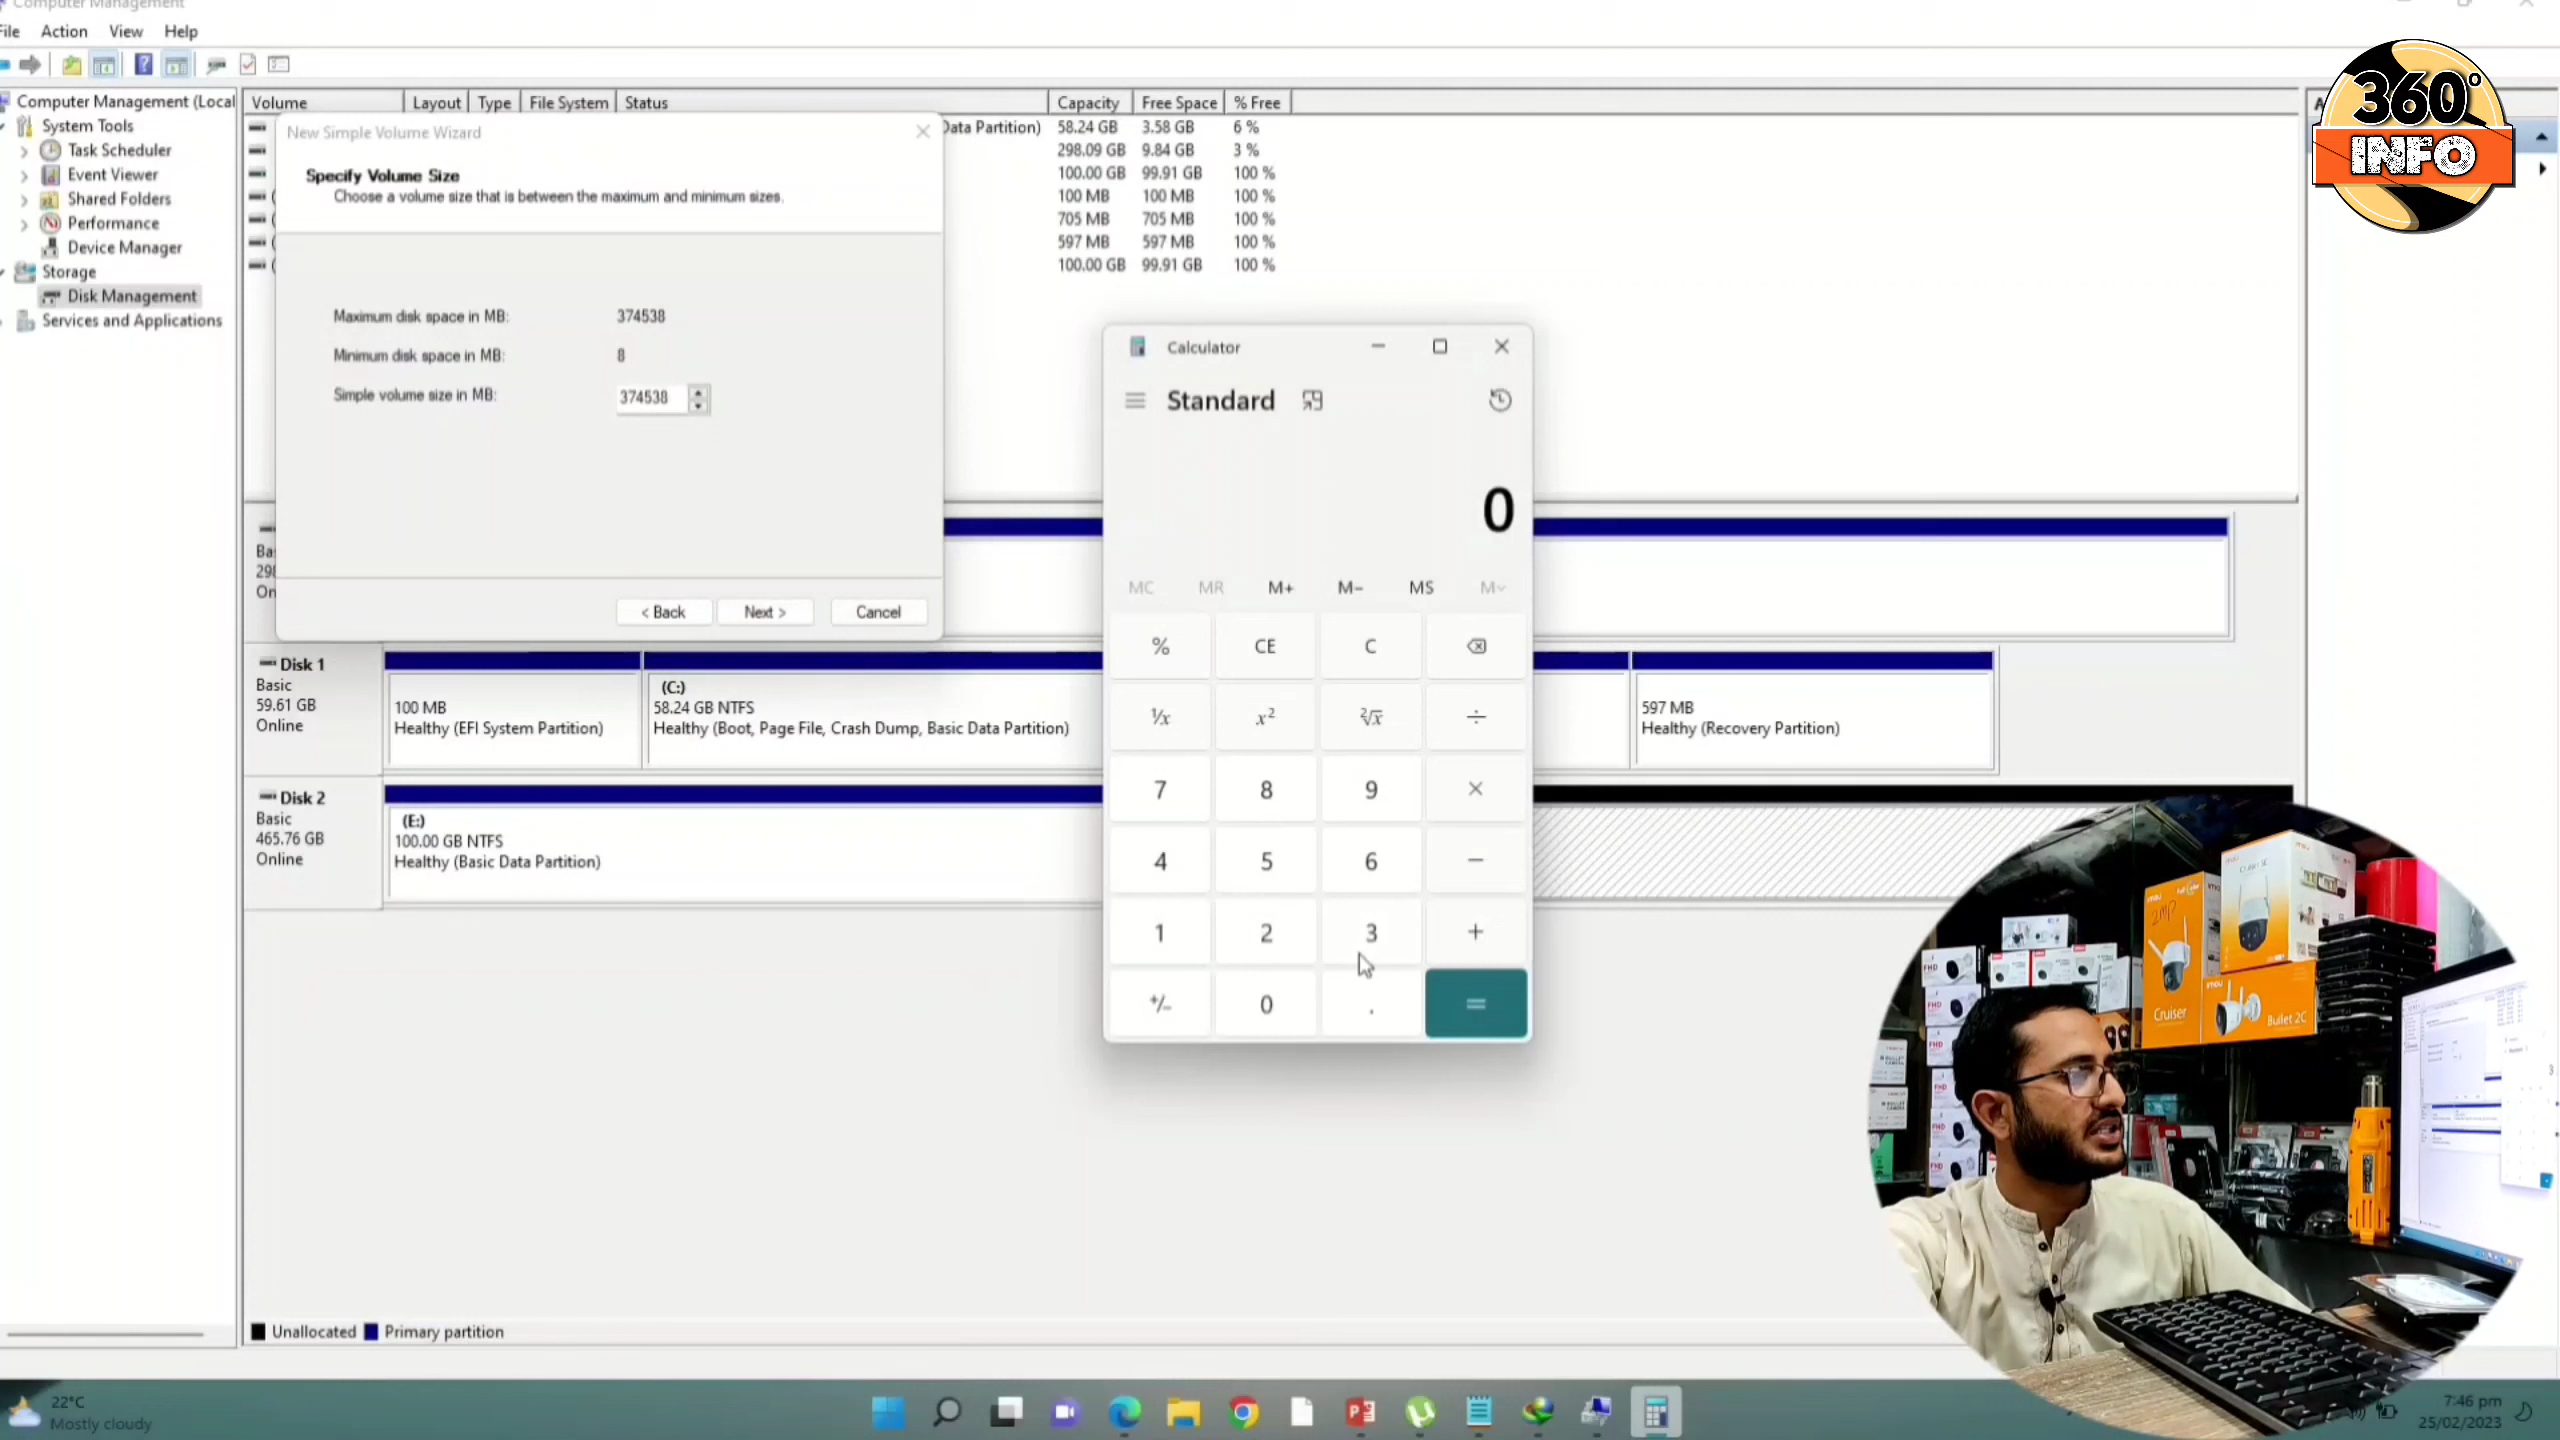 Computer Management
File Action View Help
Computer Management (Local
System Tools
Task Scheduler
Event Viewer
Shared Folders
Performance
Device Manager
Storage
Disk Management
Services and Applications
Volume Layout Type File System Status Capacity Free Space % Free
Data Partition) 58.24 GB 3.58 GB 6 %
298.09 GB 9.84 GB 3 %
100.00 GB 99.91 GB 100 %
100 MB 100 MB 100 %
705 MB 705 MB 100 %
597 MB 597 MB 100 %
100.00 GB 99.91 GB 100 %
New Simple Volume Wizard
Specify Volume Size
Choose a volume size that is between the maximum and minimum sizes.
Maximum disk space in MB: 374538
Minimum disk space in MB: 8
Simple volume size in MB: 374538
< Back Next > Cancel
Ba
298
On
Calculator
Standard
0
MC MR M+ M− MS M˅
% CE C
1/x x² ²√x ÷
7 8 9 ×
4 5 6 −
1 2 3 +
+/− 0 . =
Disk 1
Basic
59.61 GB
Online
100 MB
Healthy (EFI System Partition)
(C:)
58.24 GB NTFS
Healthy (Boot, Page File, Crash Dump, Basic Data Partition)
597 MB
Healthy (Recovery Partition)
Disk 2
Basic
465.76 GB
Online
(E:)
100.00 GB NTFS
Healthy (Basic Data Partition)
Unallocated Primary partition
360°
INFO
imou
2MP
Cruiser
Bullet 2C
FHD
FHD
FHD
22°C
Mostly cloudy
7:46 pm
25/02/2023